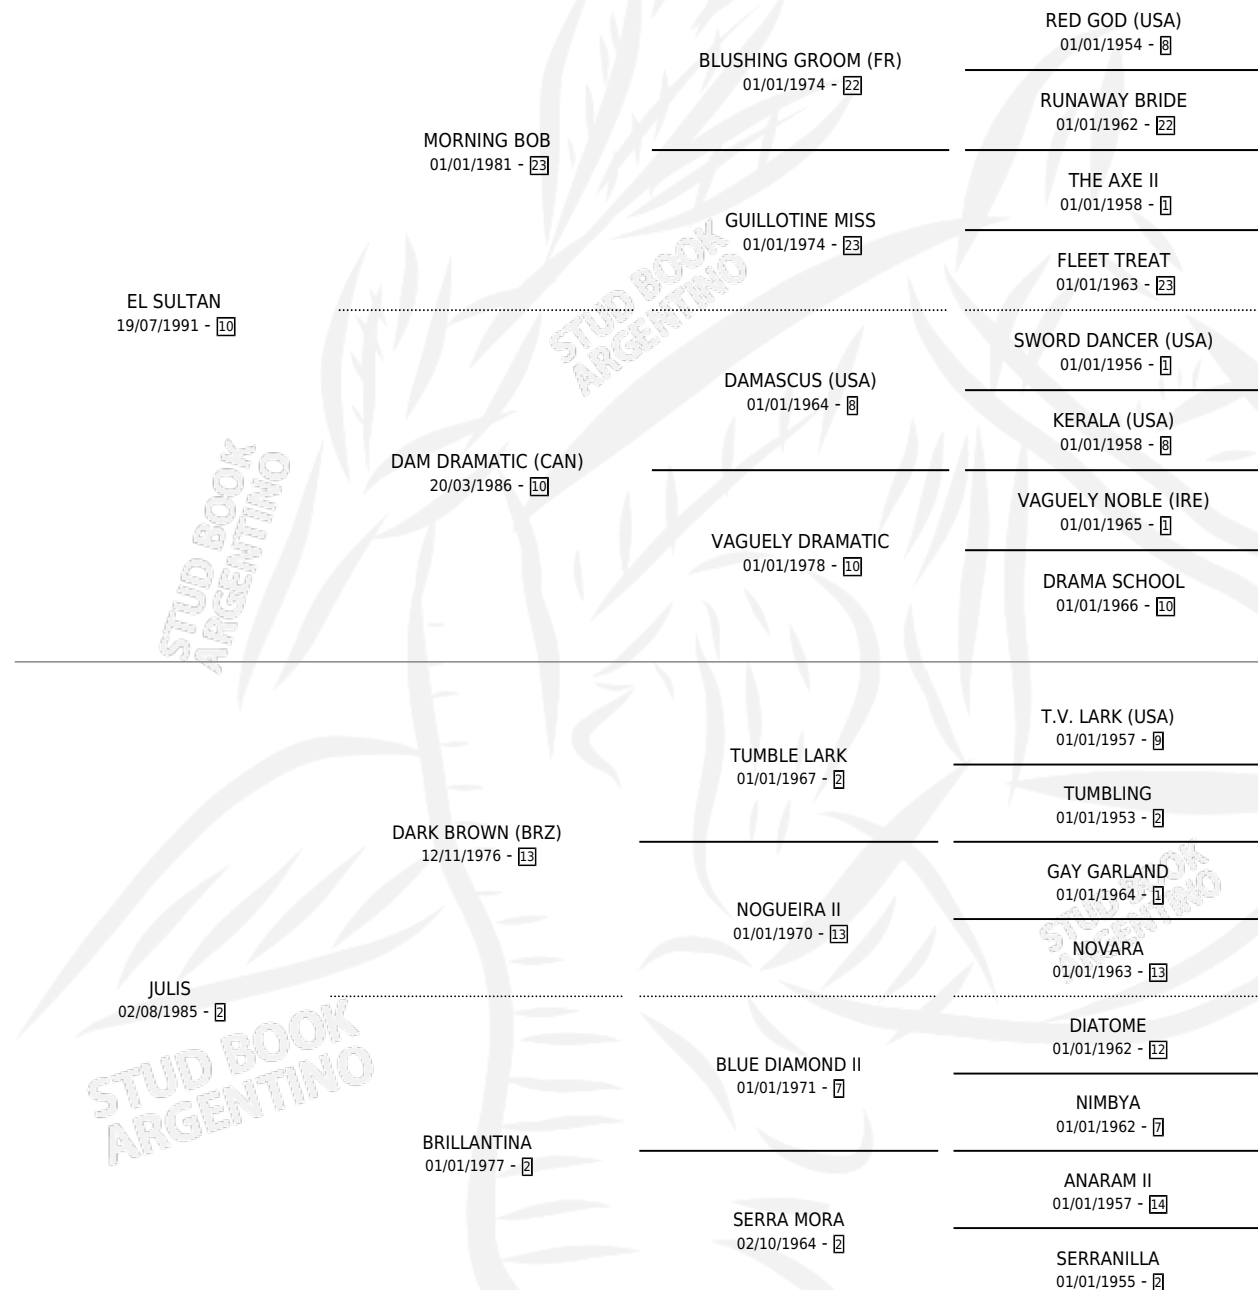 RED GOD (USA)
01/01/1954 - 8
BLUSHING GROOM (FR)
01/01/1974 - 22
RUNAWAY BRIDE
01/01/1962 - 22
MORNING BOB
01/01/1981 - 23
THE AXE II
01/01/1958 - 1
GUILLOTINE MISS
01/01/1974 - 23
FLEET TREAT
01/01/1963 - 23
EL SULTAN
19/07/1991 - 10
SWORD DANCER (USA)
01/01/1956 - 1
DAMASCUS (USA)
01/01/1964 - 8
KERALA (USA)
01/01/1958 - 8
DAM DRAMATIC (CAN)
20/03/1986 - 10
VAGUELY NOBLE (IRE)
01/01/1965 - 1
VAGUELY DRAMATIC
01/01/1978 - 10
DRAMA SCHOOL
01/01/1966 - 10
T.V. LARK (USA)
01/01/1957 - 9
TUMBLE LARK
01/01/1967 - 2
TUMBLING
01/01/1953 - 2
DARK BROWN (BRZ)
12/11/1976 - 13
GAY GARLAND
01/01/1964 - 1
NOGUEIRA II
01/01/1970 - 13
NOVARA
01/01/1963 - 13
JULIS
02/08/1985 - 2
DIATOME
01/01/1962 - 12
BLUE DIAMOND II
01/01/1971 - 7
NIMBYA
01/01/1962 - 7
BRILLANTINA
01/01/1977 - 2
ANARAM II
01/01/1957 - 14
SERRA MORA
02/10/1964 - 2
SERRANILLA
01/01/1955 - 2
STUD BOOK
ARGENTINO
STUD BOOK
ARGENTINO
STUD BOOK
ARGENTINO
STUD BOOK
ARGENTINO